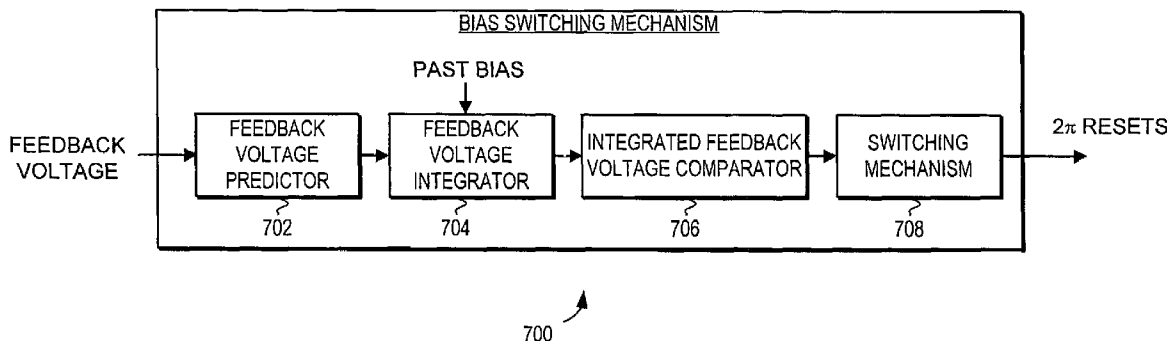 BIAS SWITCHING MECHANISM
PAST BIAS
FEEDBACK
VOLTAGE
FEEDBACK
VOLTAGE
PREDICTOR
FEEDBACK
VOLTAGE
INTEGRATOR
INTEGRATED FEEDBACK
VOLTAGE COMPARATOR
SWITCHING
MECHANISM
2π RESETS
702
704
706
708
700